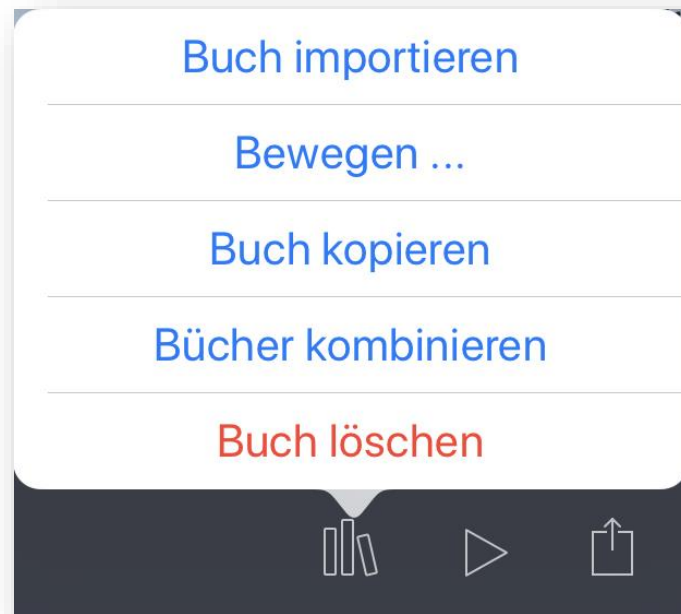 Buch importieren
Bewegen ...
Buch kopieren
Bücher kombinieren
Buch löschen